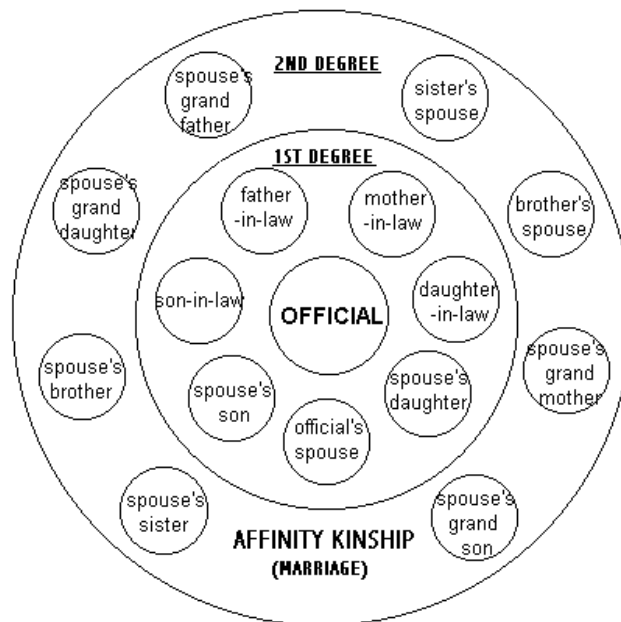 2ND DEGREE
spouse's
grand
father
sister's
spouse
1ST DEGREE
father
-in-law
mother
-in-law
spouse's
grand
daughter
brother's
spouse
son-in-law
OFFICIAL
daughter
-in-law
spouse's
brother
spouse's
son
spouse's
daughter
spouse's
grand
mother
official's
spouse
spouse's
sister
spouse's
grand
son
AFFINITY KINSHIP
(MARRIAGE)